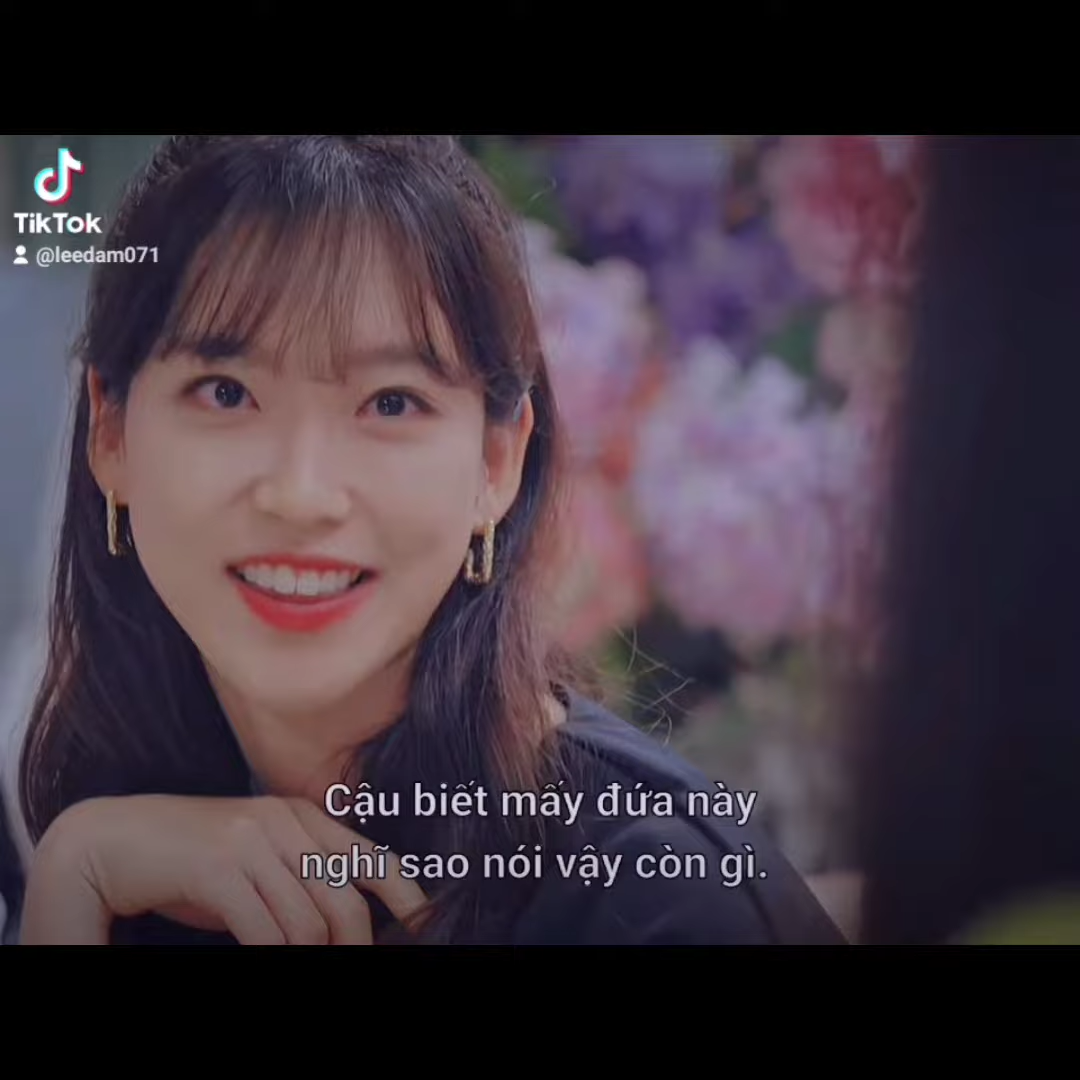 TikTok
@leedam071
Cậu biết mấy đứa này
nghĩ sao nói vậy còn gì.